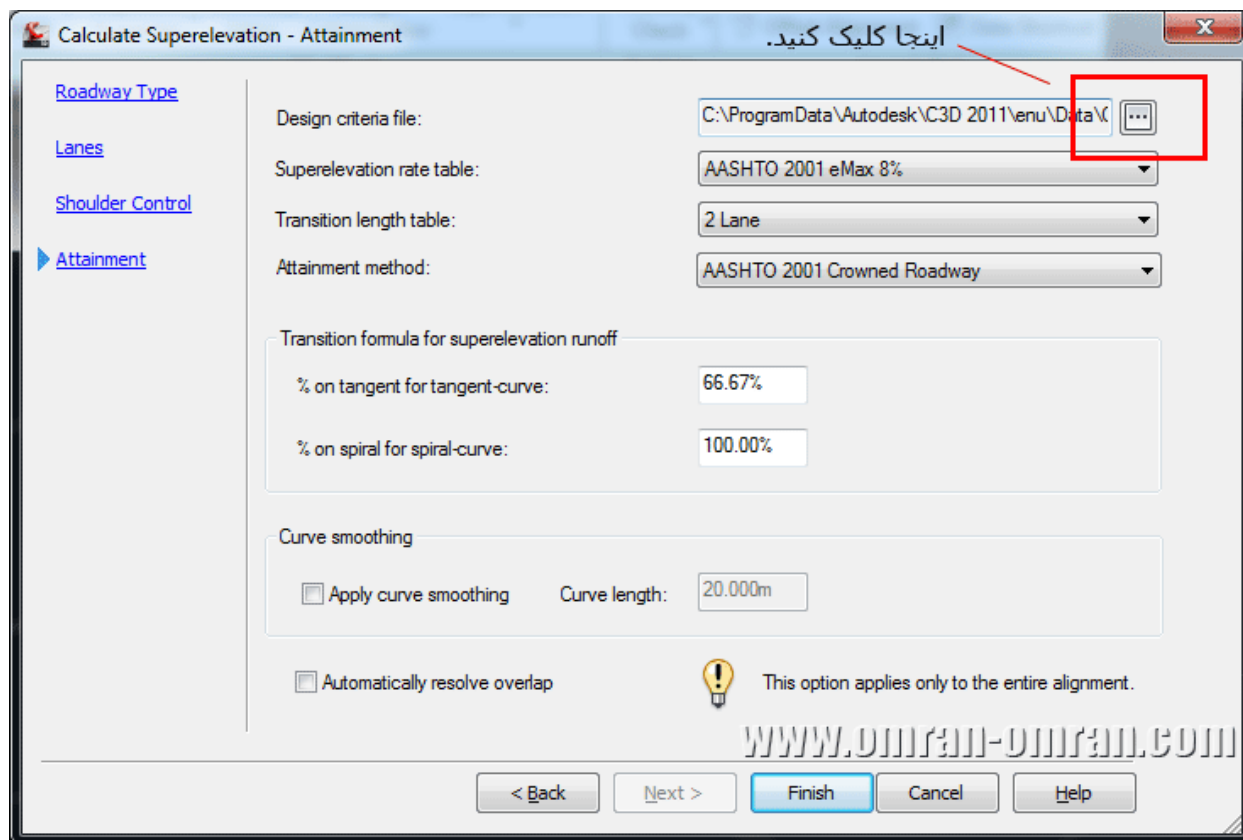 Calculate Superelevation - Attainment
اینجا کلیک کنید.
Roadway Type
Lanes
Shoulder Control
Attainment
Design criteria file:
C:\ProgramData\Autodesk\C3D 2011\enu\Data\
...
Superelevation rate table:
AASHTO 2001 eMax 8%
Transition length table:
2 Lane
Attainment method:
AASHTO 2001 Crowned Roadway
Transition formula for superelevation runoff
% on tangent for tangent-curve:
66.67%
% on spiral for spiral-curve:
100.00%
Curve smoothing
Apply curve smoothing
Curve length:
20.000m
Automatically resolve overlap
This option applies only to the entire alignment.
www.omran-omran.com
< Back
Next >
Finish
Cancel
Help